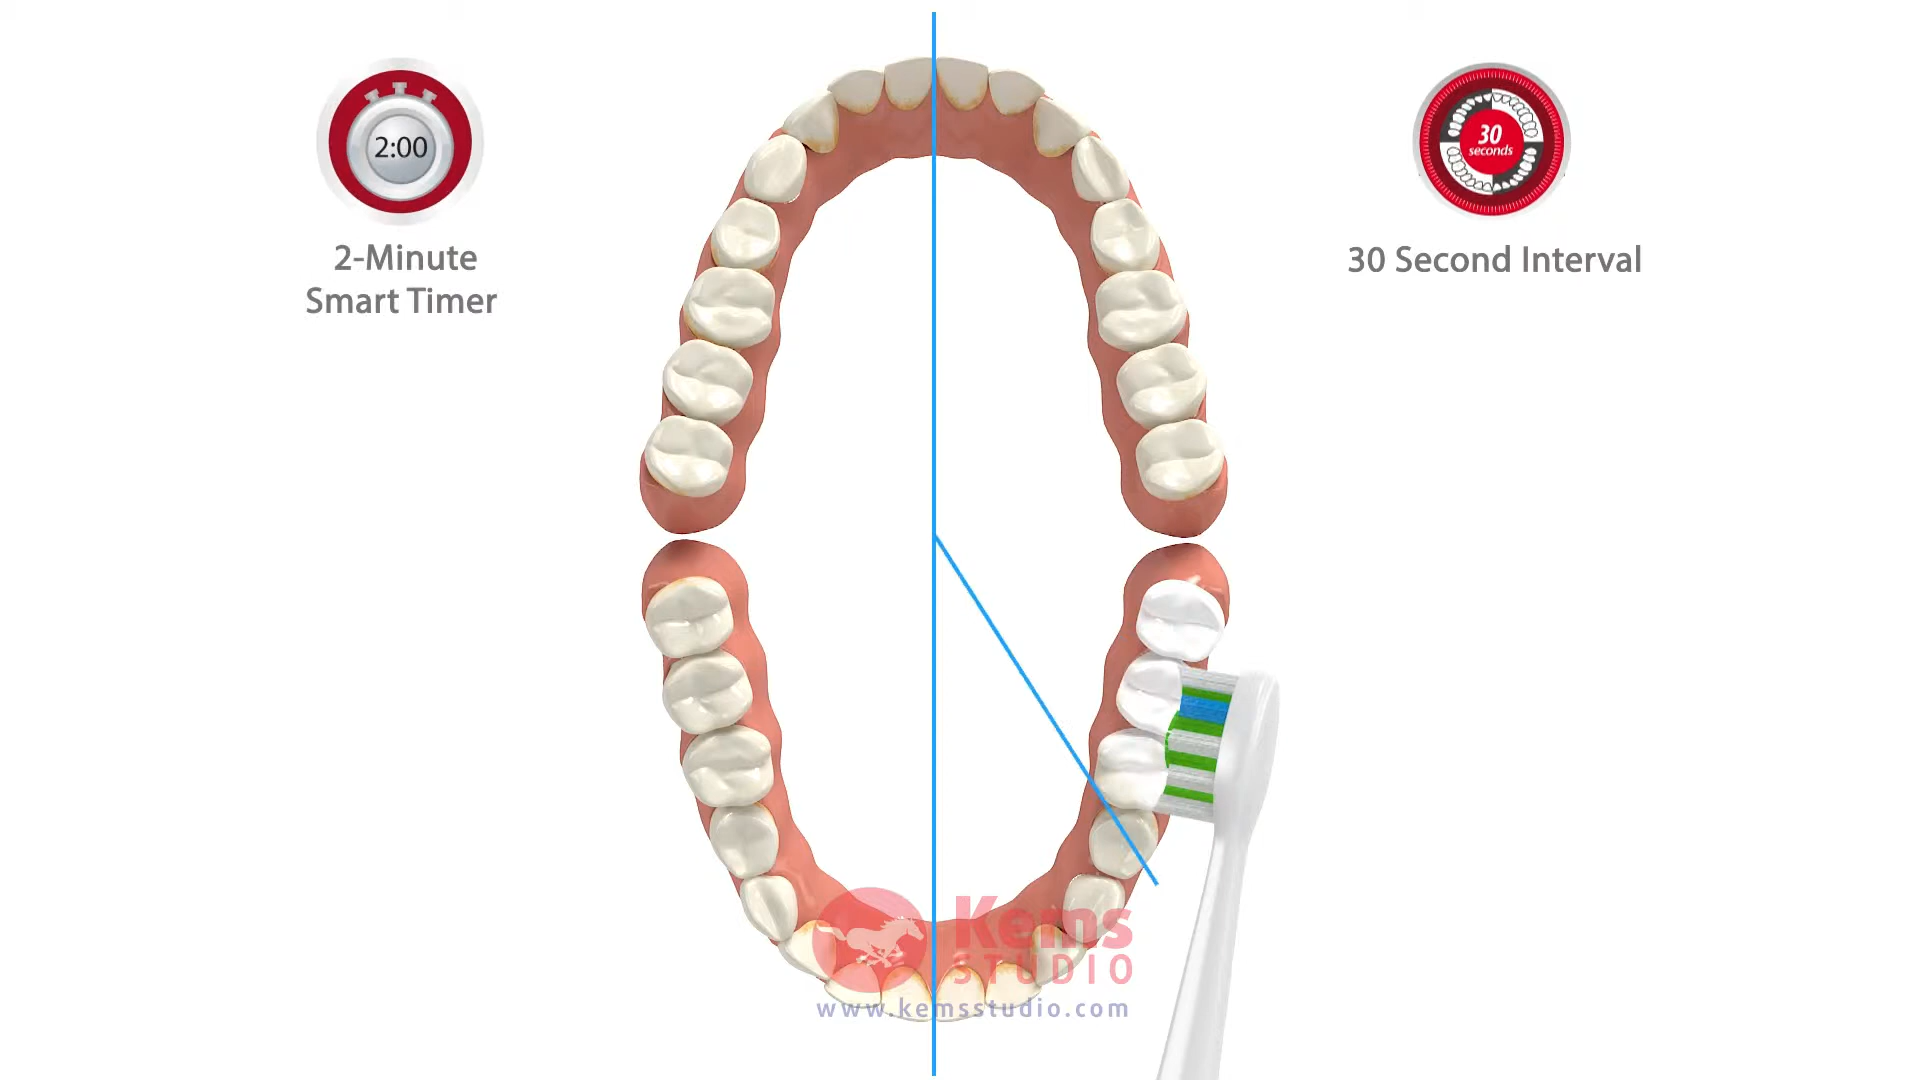 2:00
2-Minute
Smart Timer
30
seconds
30 Second Interval
Kems
STUDIO
www.kemsstudio.com